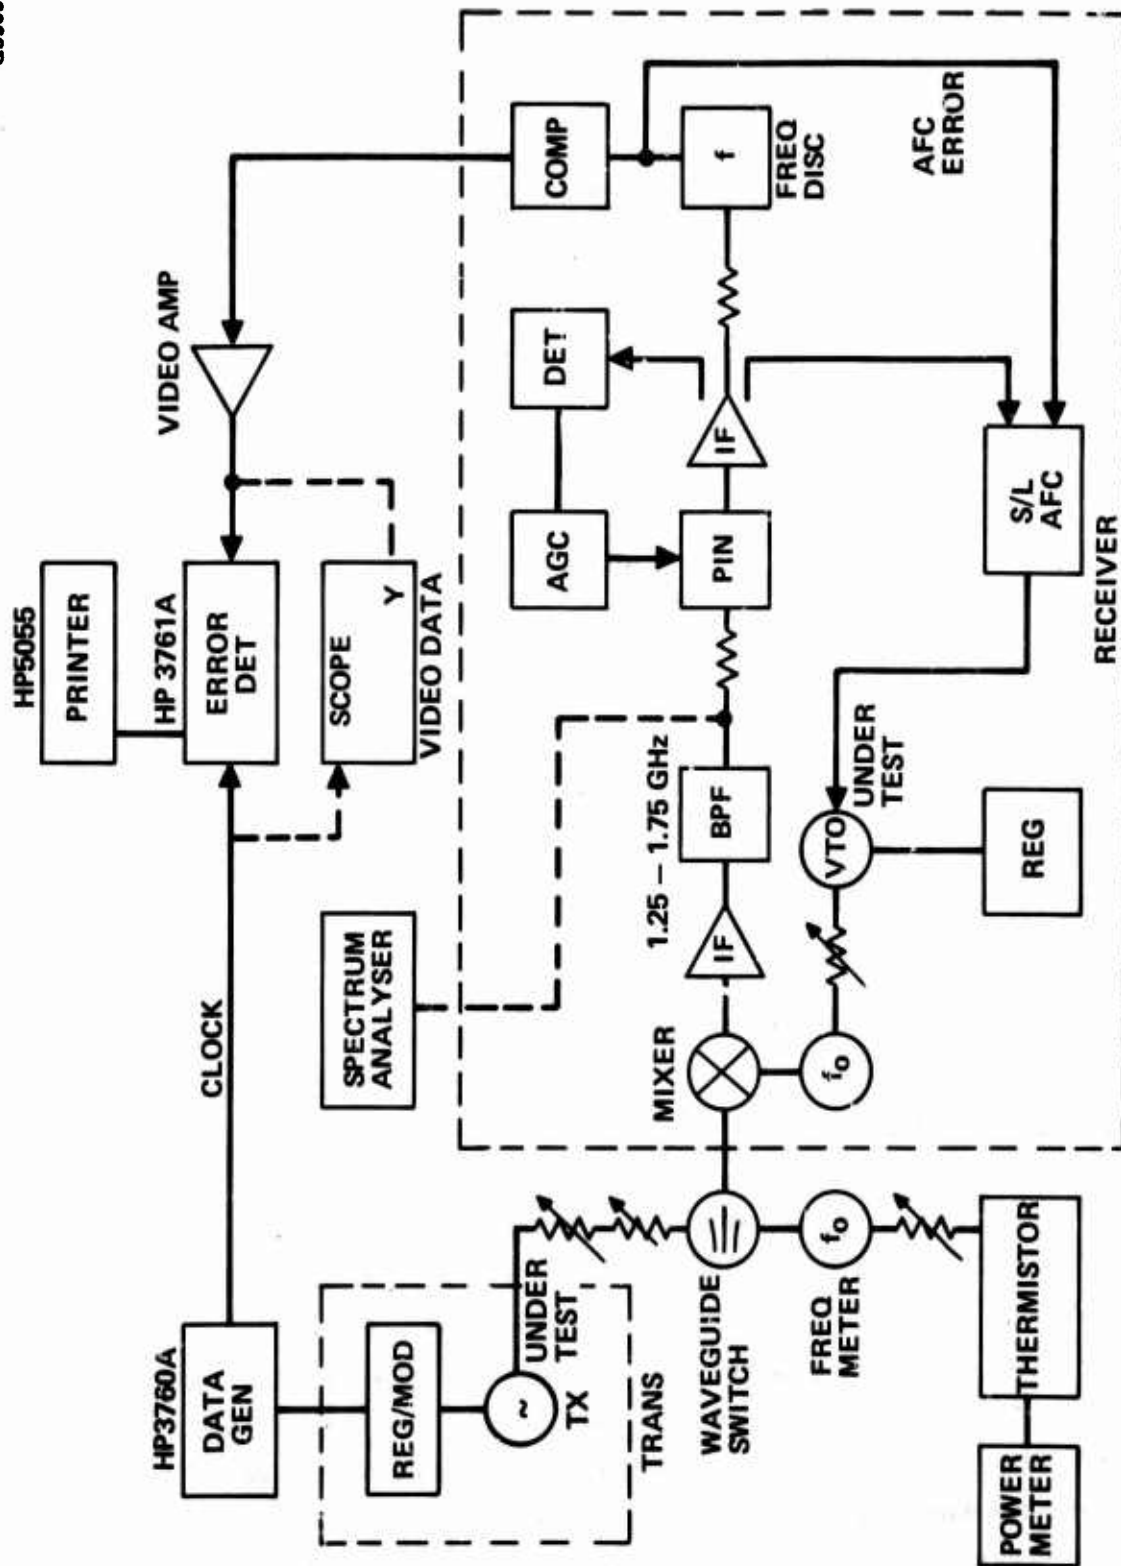 HP5055
PRINTER
HP3760A
DATA
GEN
CLOCK
HP 3761A
ERROR
DET
VIDEO AMP
SPECTRUM
ANALYSER
SCOPE
Y
VIDEO DATA
REG/MOD
~
TX
UNDER
TEST
TRANS
AGC
DET
COMP
WAVEGUIDE
SWITCH
MIXER
IF
1.25 – 1.75 GHz
BPF
PIN
IF
f
FREQ
DISC
FREQ
METER
fo
fo
VTO
UNDER
TEST
AFC
ERROR
POWER
METER
THERMISTOR
REG
S/L
AFC
RECEIVER